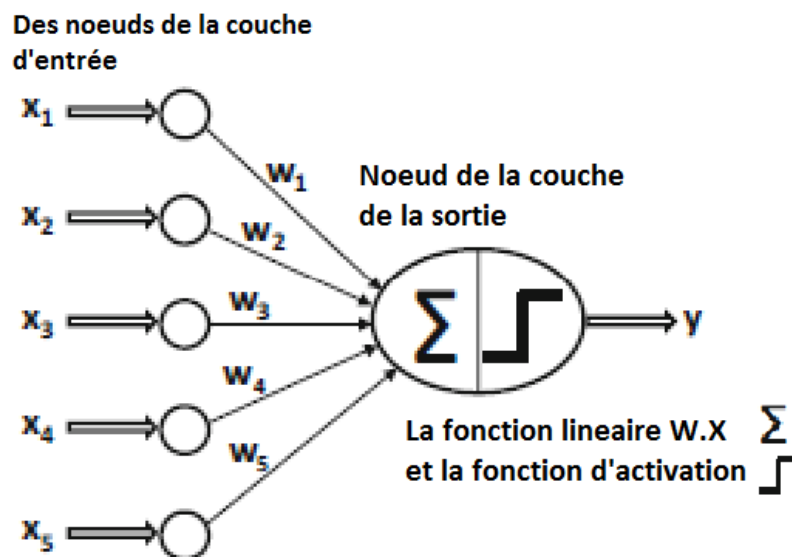 Des noeuds de la couche
d'entrée
x₁
w₁
Noeud de la couche
de la sortie
x₂
w₂
x₃
w₃
Σ
y
x₄
w₄
La fonction lineaire W.X Σ
et la fonction d'activation
w₅
x₅